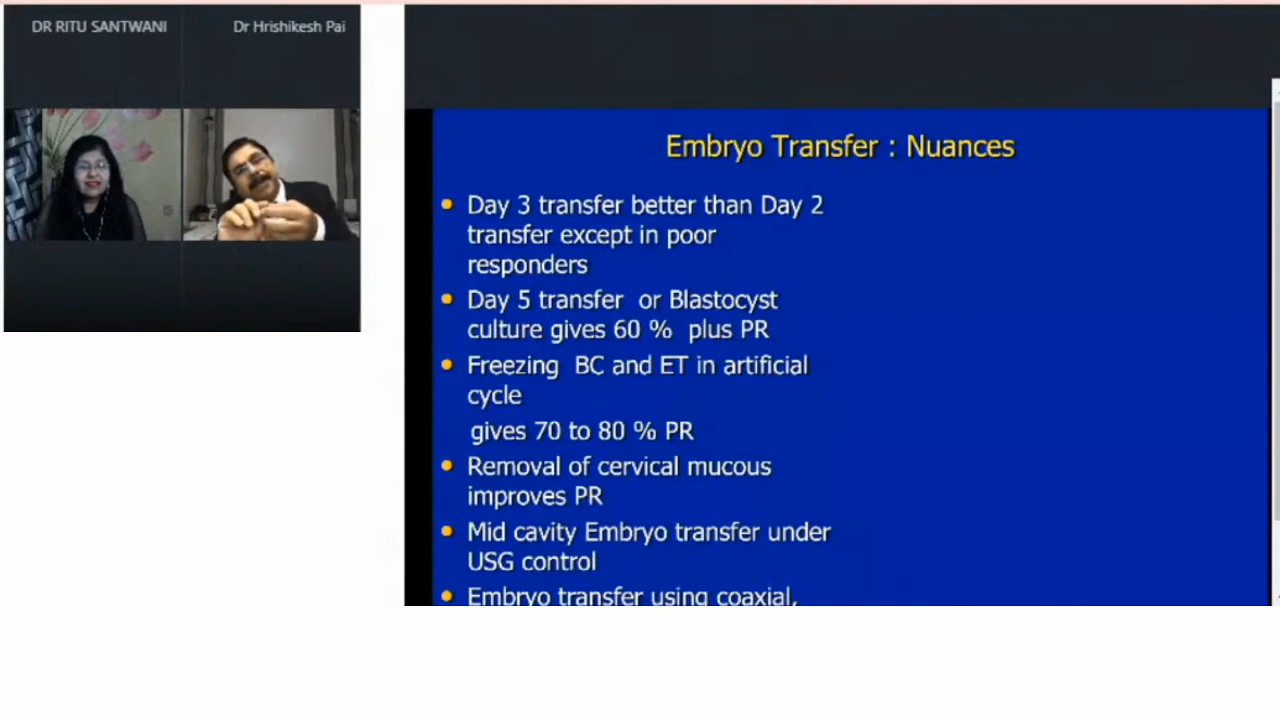 DR RITU SANTWANI
Dr Hrishikesh Pai
Embryo Transfer : Nuances
• Day 3 transfer better than Day 2
transfer except in poor
responders
• Day 5 transfer or Blastocyst
culture gives 60 % plus PR
• Freezing BC and ET in artificial
cycle
gives 70 to 80 % PR
• Removal of cervical mucous
improves PR
• Mid cavity Embryo transfer under
USG control
• Embryo transfer using coaxial,